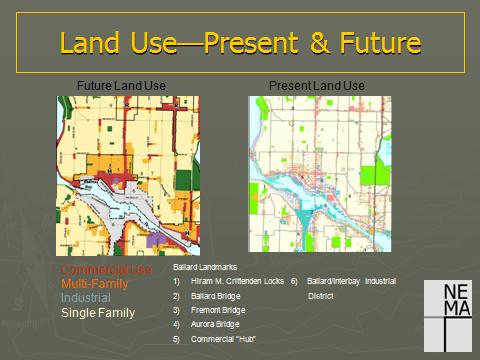 Land Use—Present & Future
Future Land Use
Present Land Use
Commercial Use
Multi-Family
Industrial
Single Family
Ballard Landmarks
1) Hiram M. Crittenden Locks
2) Ballard Bridge
3) Fremont Bridge
4) Aurora Bridge
5) Commercial "Hub"
6) Ballard/Interbay Industrial
District
NE
MA